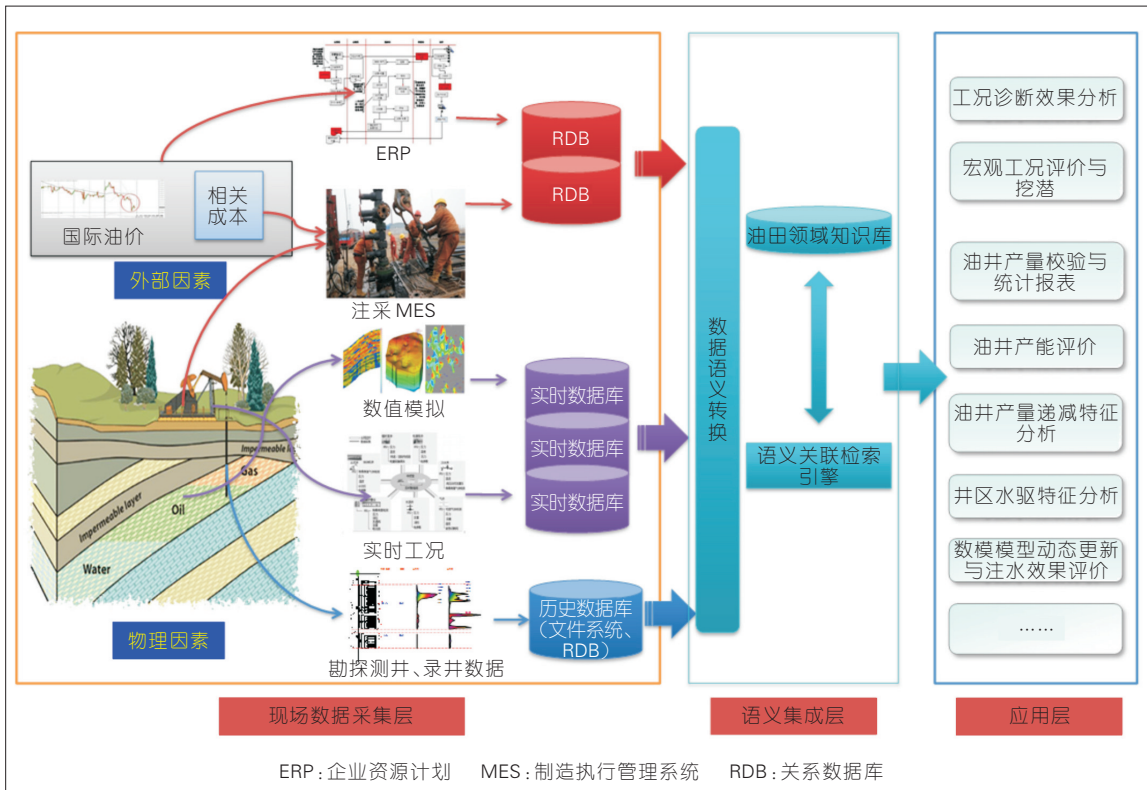 ERP
国际油价
相关
成本
外部因素
注采 MES
数值模拟
实时工况
勘探测井、录井数据
Impermeable l
Gas
Impermeable layer
Oil
Water
物理因素
RDB
RDB
实时数据库
实时数据库
实时数据库
历史数据库
（文件系统、
RDB）
数据语义转换
油田领域知识库
语义关联检索
引擎
工况诊断效果分析
宏观工况评价与
挖潜
油井产量校验与
统计报表
油井产能评价
油井产量递减特征
分析
井区水驱特征分析
数模模型动态更新
与注水效果评价
……
现场数据采集层
语义集成层
应用层
ERP：企业资源计划 MES：制造执行管理系统 RDB：关系数据库